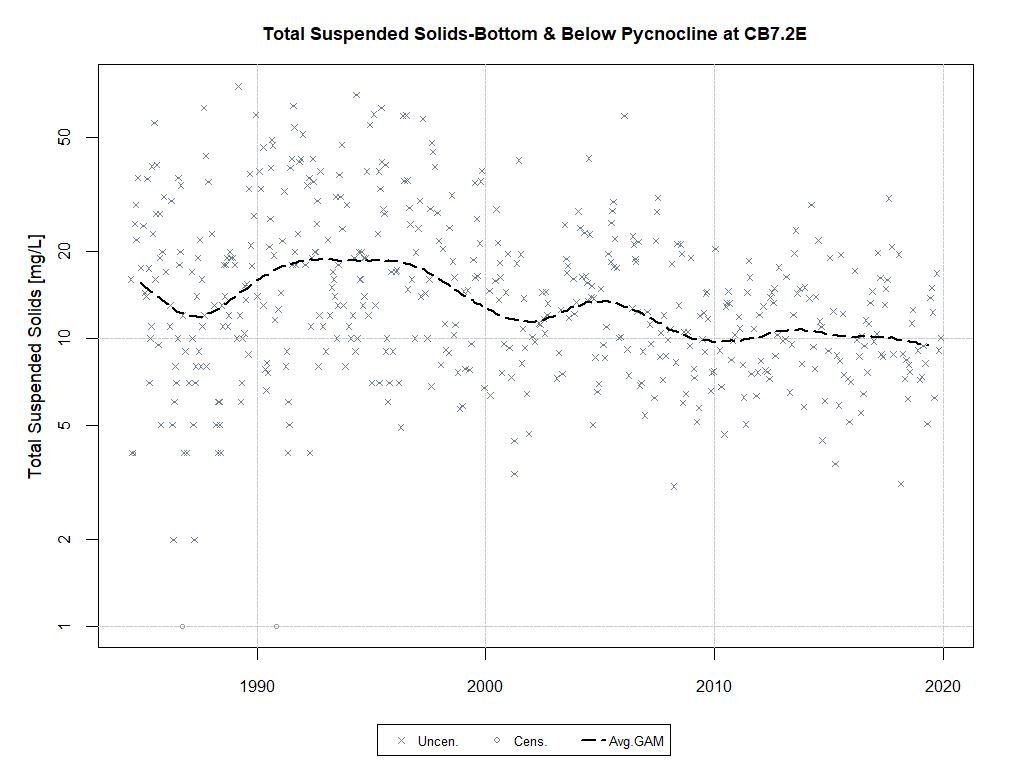 Total Suspended Solids-Bottom & Below Pycnocline at CB7.2E
Total Suspended Solids [mg/L]
50
20
10
5
2
1
1990 2000 2010 2020
Uncen. Cens. Avg.GAM